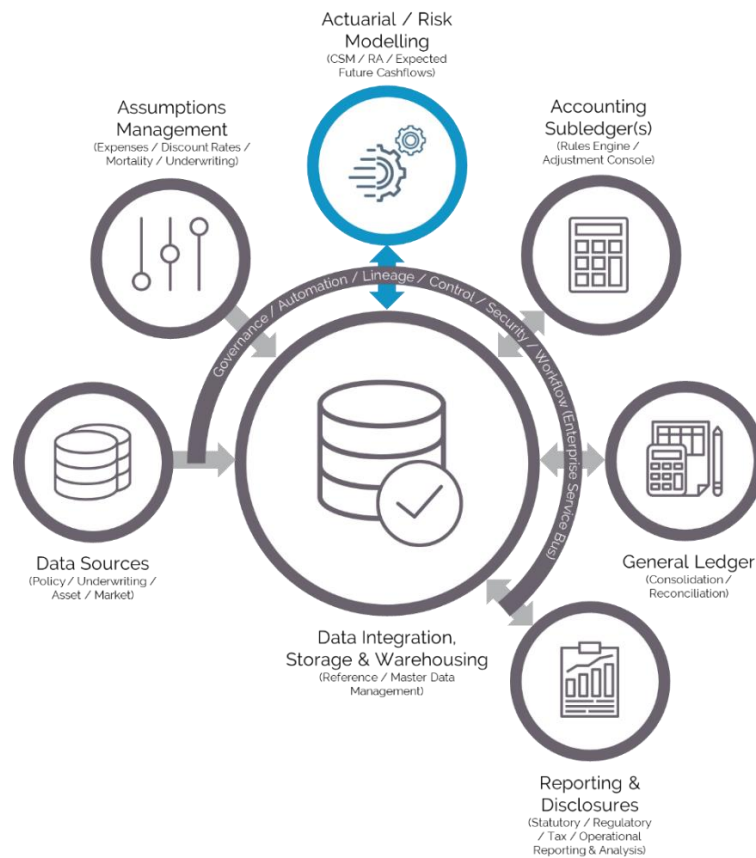 Actuarial / Risk
Modelling
(CSM / RA / Expected
Future Cashflows)
Assumptions
Management
(Expenses / Discount Rates /
Mortality / Underwriting)
Accounting
Subledger(s)
(Rules Engine /
Adjustment Console)
Governance / Automation / Lineage / Control / Security / Workflow (Enterprise Service Bus)
Data Sources
(Policy / Underwriting /
Asset / Market)
General Ledger
(Consolidation /
Reconciliation)
Data Integration,
Storage & Warehousing
(Reference / Master Data
Management)
Reporting &
Disclosures
(Statutory / Regulatory
/ Tax / Operational
Reporting & Analysis)